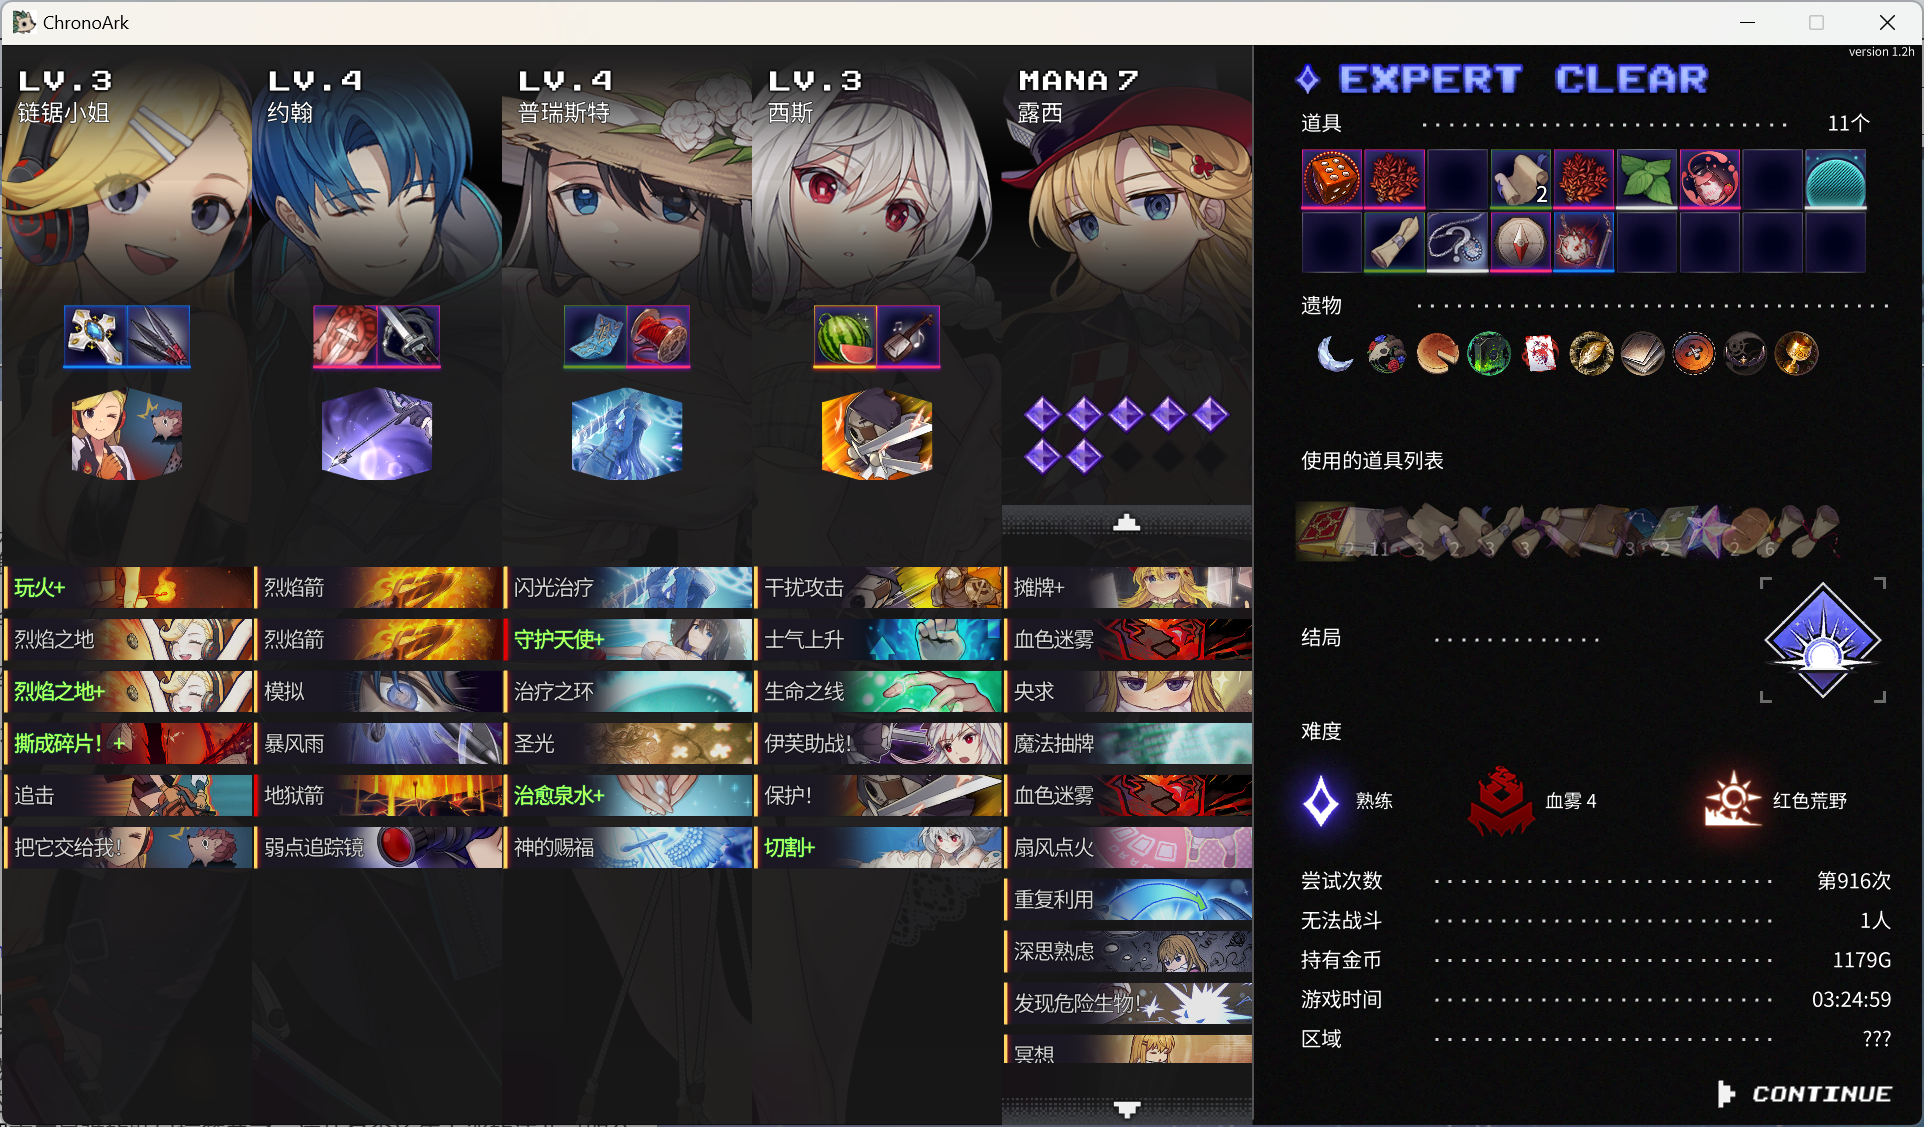 ChronoArk
version 1.2h
LV.3
链锯小姐
LV.4
约翰
LV.4
普瑞斯特
LV.3
西斯
MANA 7
露西
玩火+
烈焰之地
烈焰之地+
撕成碎片！+
追击
把它交给我！
烈焰箭
烈焰箭
模拟
暴风雨
地狱箭
弱点追踪镜
闪光治疗
守护天使+
治疗之环
圣光
治愈泉水+
神的赐福
干扰攻击
士气上升
生命之线
伊芙助战！
保护！
切割+
摊牌+
血色迷雾
央求
魔法抽牌
血色迷雾
扇风点火
重复利用
深思熟虑
发现危险生物！
冥想
EXPERT CLEAR
道具 11个
2
遗物
使用的道具列表
2 11 3 2 3 3 3 2 2 6
结局
难度
熟练 血雾 4 红色荒野
尝试次数 第916次
无法战斗 1人
持有金币 1179G
游戏时间 03:24:59
区域 ???
CONTINUE